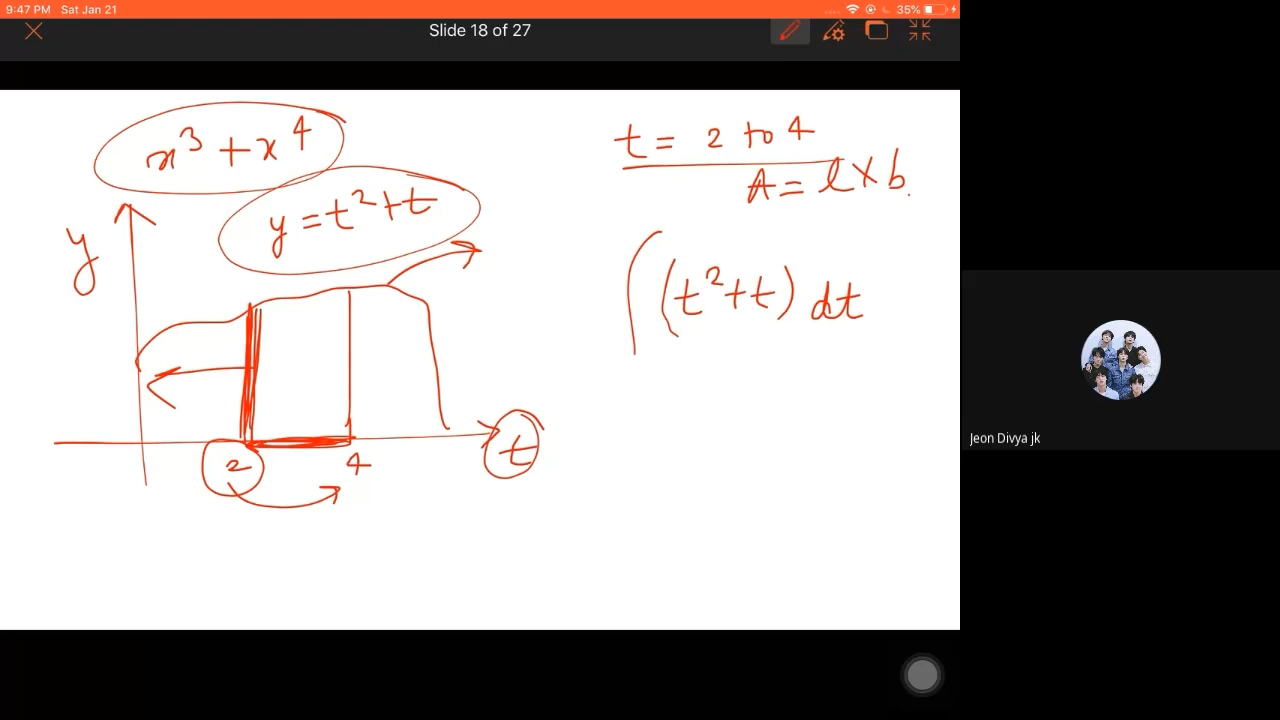 9:47 PM Sat Jan 21
35%
Slide 18 of 27
x³ + x⁴
y = t² + t
y
2
4
t
t = 2 to 4
A = l × b.
∫ (t² + t) dt
Jeon Divya jk